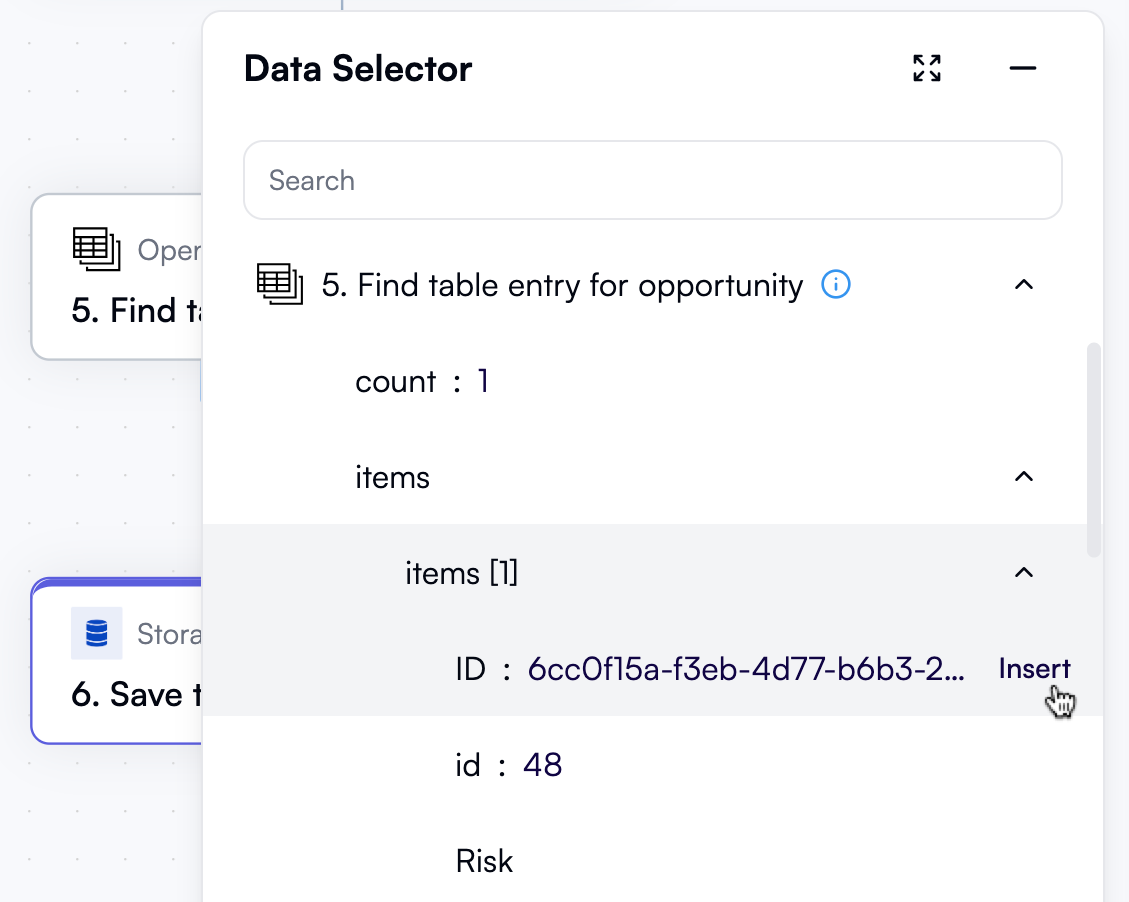 Data Selector
Search
5. Find table entry for opportunity
count : 1
items
items [1]
ID : 6cc0f15a-f3eb-4d77-b6b3-2... Insert
id : 48
Risk
Oper
5. Find ta
Stora
6. Save t